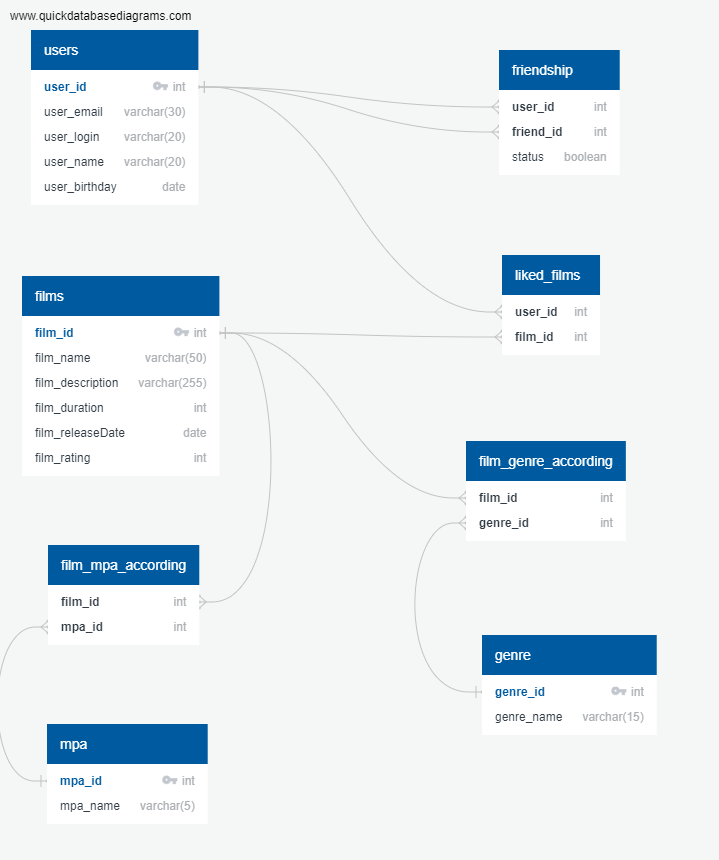 www.quickdatabasediagrams.com
users
user_id int
user_email varchar(30)
user_login varchar(20)
user_name varchar(20)
user_birthday date
friendship
user_id int
friend_id int
status boolean
liked_films
user_id int
film_id int
films
film_id int
film_name varchar(50)
film_description varchar(255)
film_duration int
film_releaseDate date
film_rating int
film_genre_according
film_id int
genre_id int
film_mpa_according
film_id int
mpa_id int
genre
genre_id int
genre_name varchar(15)
mpa
mpa_id int
mpa_name varchar(5)